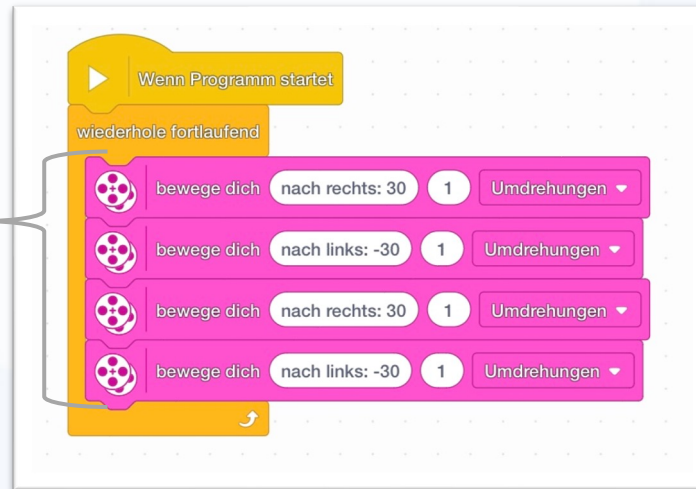 Wenn Programm startet
wiederhole fortlaufend
bewege dich nach rechts: 30 1 Umdrehungen
bewege dich nach links: -30 1 Umdrehungen
bewege dich nach rechts: 30 1 Umdrehungen
bewege dich nach links: -30 1 Umdrehungen